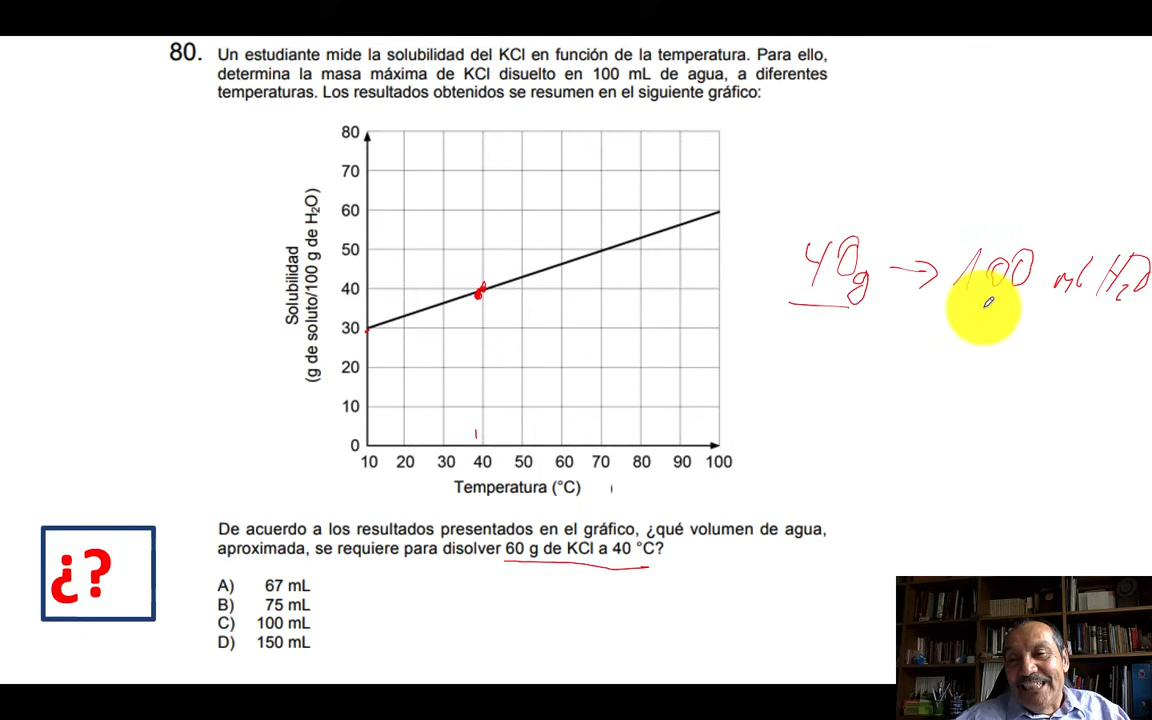 80. Un estudiante mide la solubilidad del KCl en función de la temperatura. Para ello,
determina la masa máxima de KCl disuelto en 100 mL de agua, a diferentes
temperaturas. Los resultados obtenidos se resumen en el siguiente gráfico:
80
70
60
50
40
30
20
10
0
Solubilidad
(g de soluto/100 g de H₂O)
10 20 30 40 50 60 70 80 90 100
Temperatura (°C)
40 g → 100 ml H₂O
De acuerdo a los resultados presentados en el gráfico, ¿qué volumen de agua,
aproximada, se requiere para disolver 60 g de KCl a 40 °C?
¿?
A) 67 mL
B) 75 mL
C) 100 mL
D) 150 mL